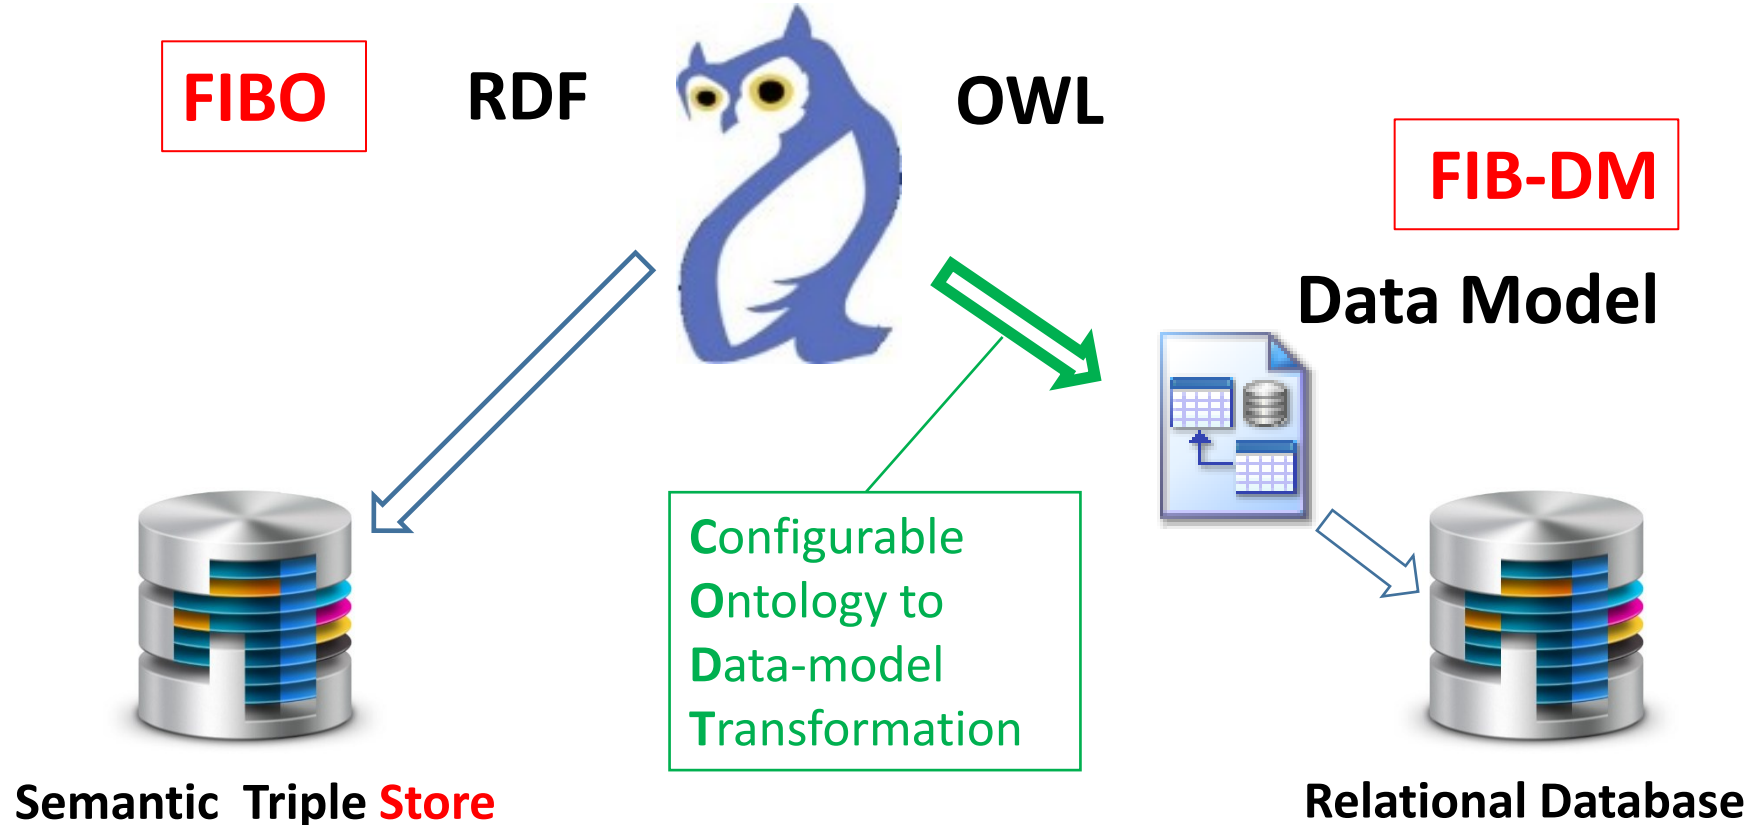 FIBO
RDF
OWL
FIB-DM
Data Model
Configurable
Ontology to
Data-model
Transformation
Semantic Triple Store
Relational Database